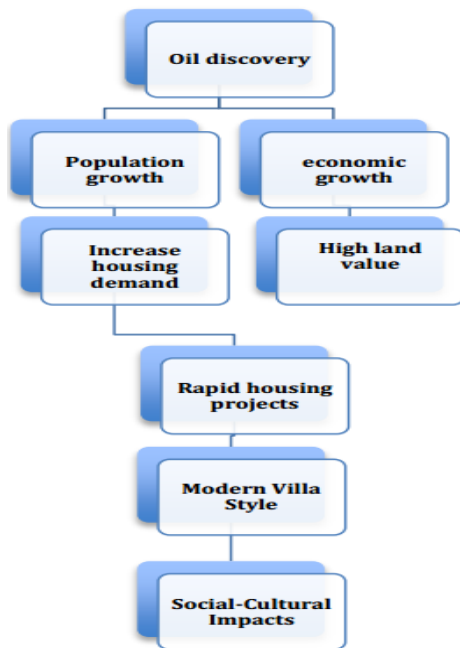 Oil discovery
Population
growth
economic
growth
Increase
housing
demand
High land
value
Rapid housing
projects
Modern Villa
Style
Social-Cultural
Impacts